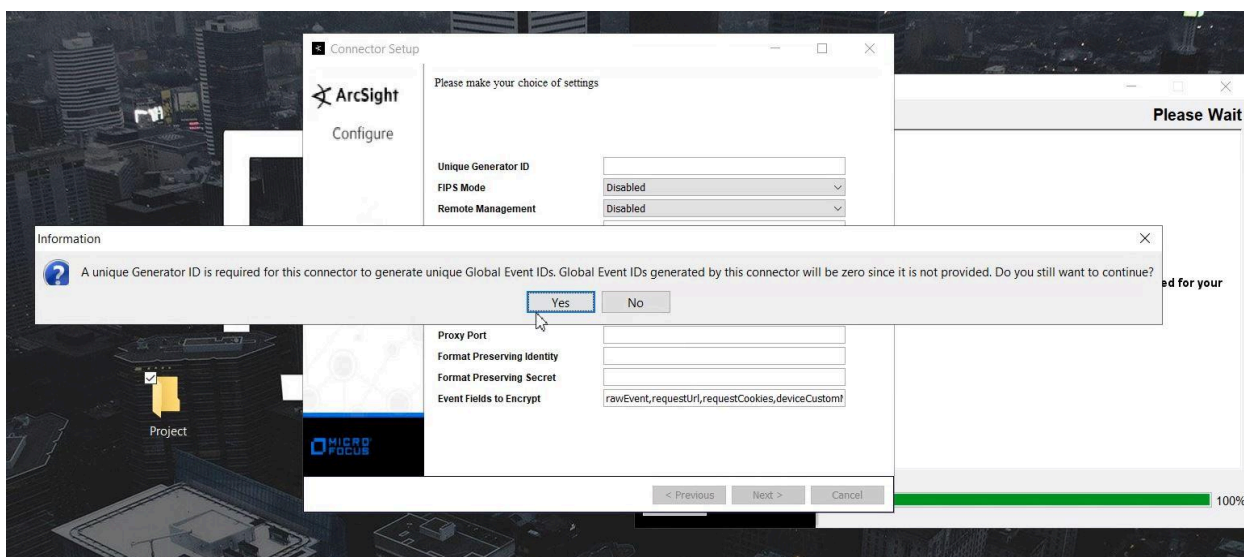 Connector Setup
ArcSight
Configure
Please make your choice of settings
Please Wait
Unique Generator ID
FIPS Mode Disabled
Remote Management Disabled
Information
A unique Generator ID is required for this connector to generate unique Global Event IDs. Global Event IDs generated by this connector will be zero since it is not provided. Do you still want to continue?
ed for your
Yes No
Proxy Port
Format Preserving Identity
Format Preserving Secret
Event Fields to Encrypt rawEvent,requestUrl,requestCookies,deviceCustom
Project
MICRO
FOCUS
< Previous Next > Cancel
100%